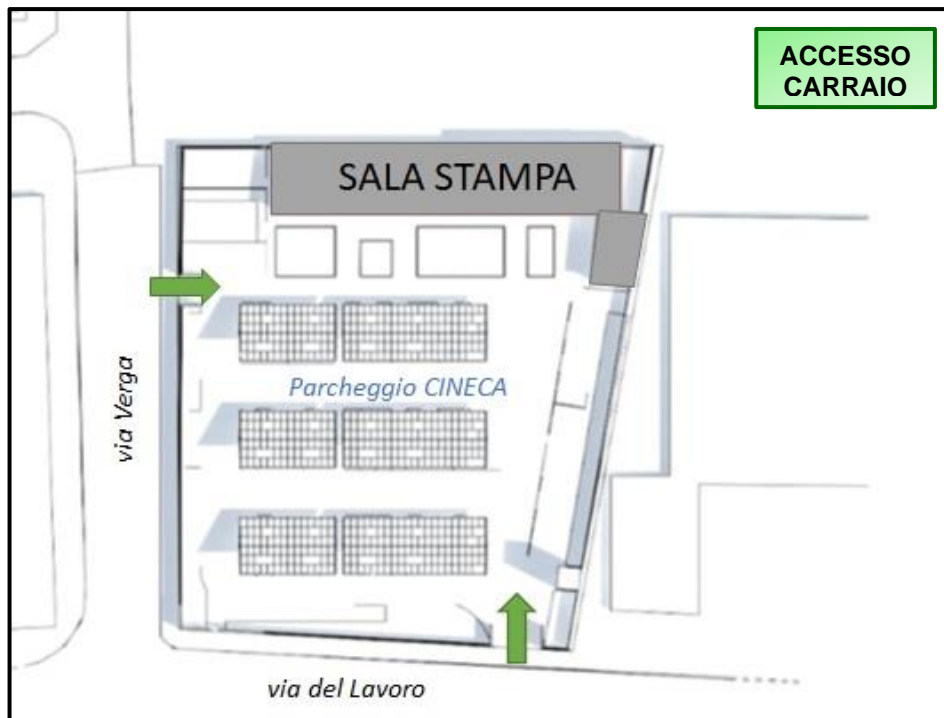 ACCESSO
CARRAIO
SALA STAMPA
Parcheggio CINECA
via Verga
via del Lavoro